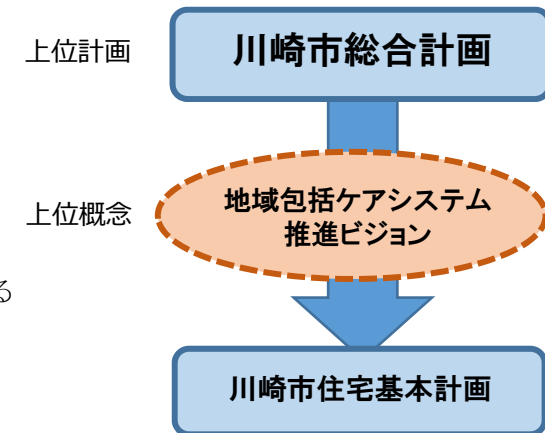 上位計画
川崎市総合計画
上位概念
地域包括ケアシステム
推進ビジョン
る
川崎市住宅基本計画